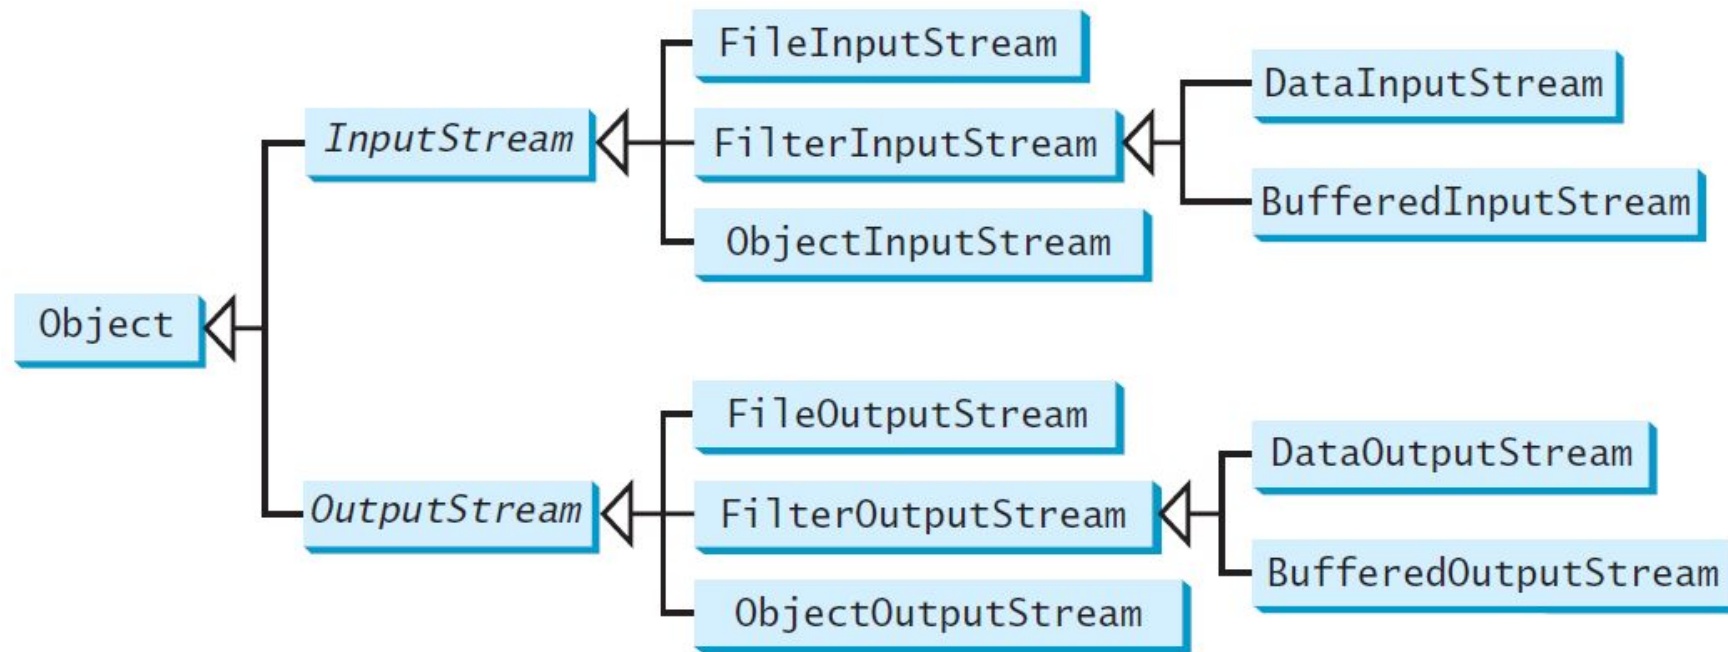 Object
InputStream
FileInputStream
FilterInputStream
ObjectInputStream
DataInputStream
BufferedInputStream
OutputStream
FileOutputStream
FilterOutputStream
ObjectOutputStream
DataOutputStream
BufferedOutputStream